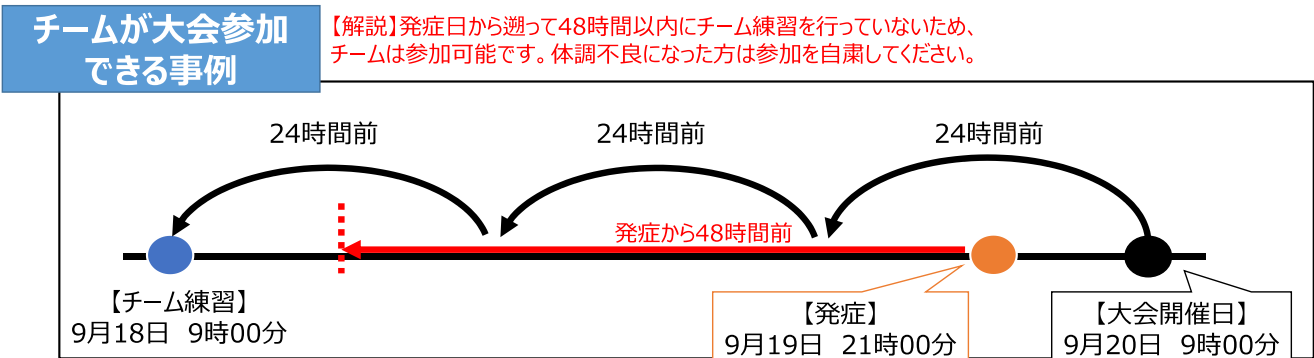 チームが大会参加
できる事例
【解説】発症日から遡って48時間以内にチーム練習を行っていないため、
チームは参加可能です。体調不良になった方は参加を自粛してください。
24時間前
24時間前
24時間前
発症から48時間前
【チーム練習】
9月18日 9時00分
【発症】
9月19日 21時00分
【大会開催日】
9月20日 9時00分